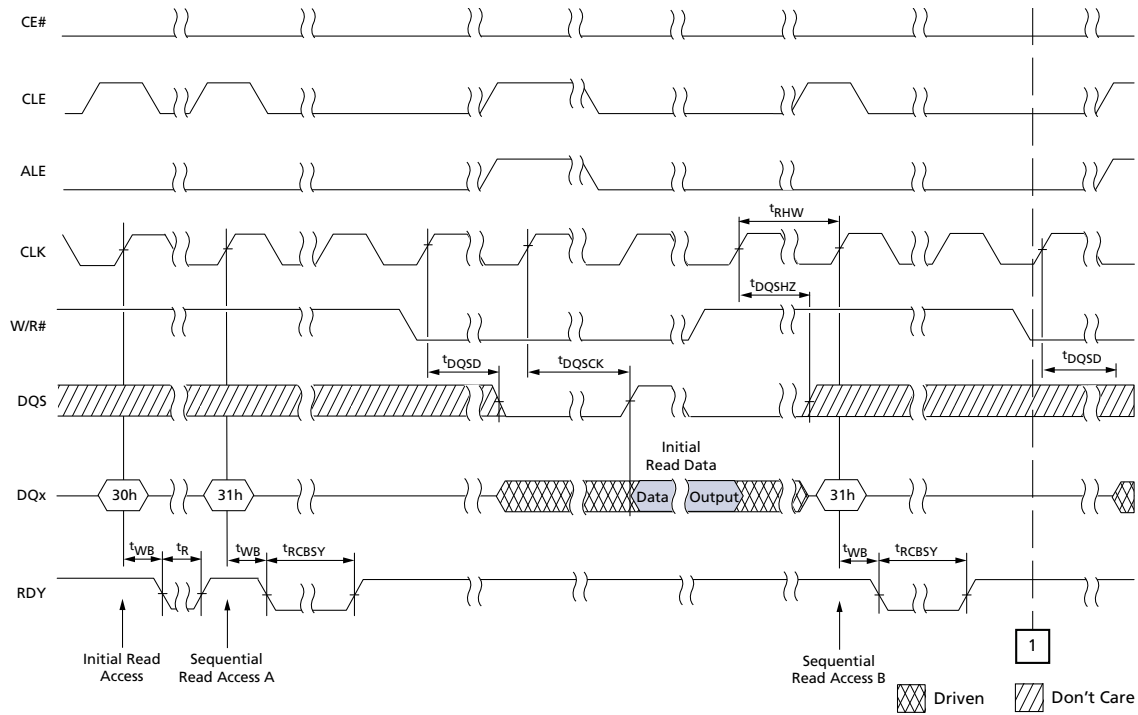 CE#
CLE
ALE
tRHW
CLK
tDQSHZ
W/R#
tDQSD
tDQSCK
tDQSD
DQS
Initial
Read Data
DQx
30h
31h
Data
Output
31h
tWB
tR
tWB
tRCBSY
tWB
tRCBSY
RDY
Initial Read
Access
Sequential
Read Access A
Sequential
Read Access B
1
Driven
Don't Care